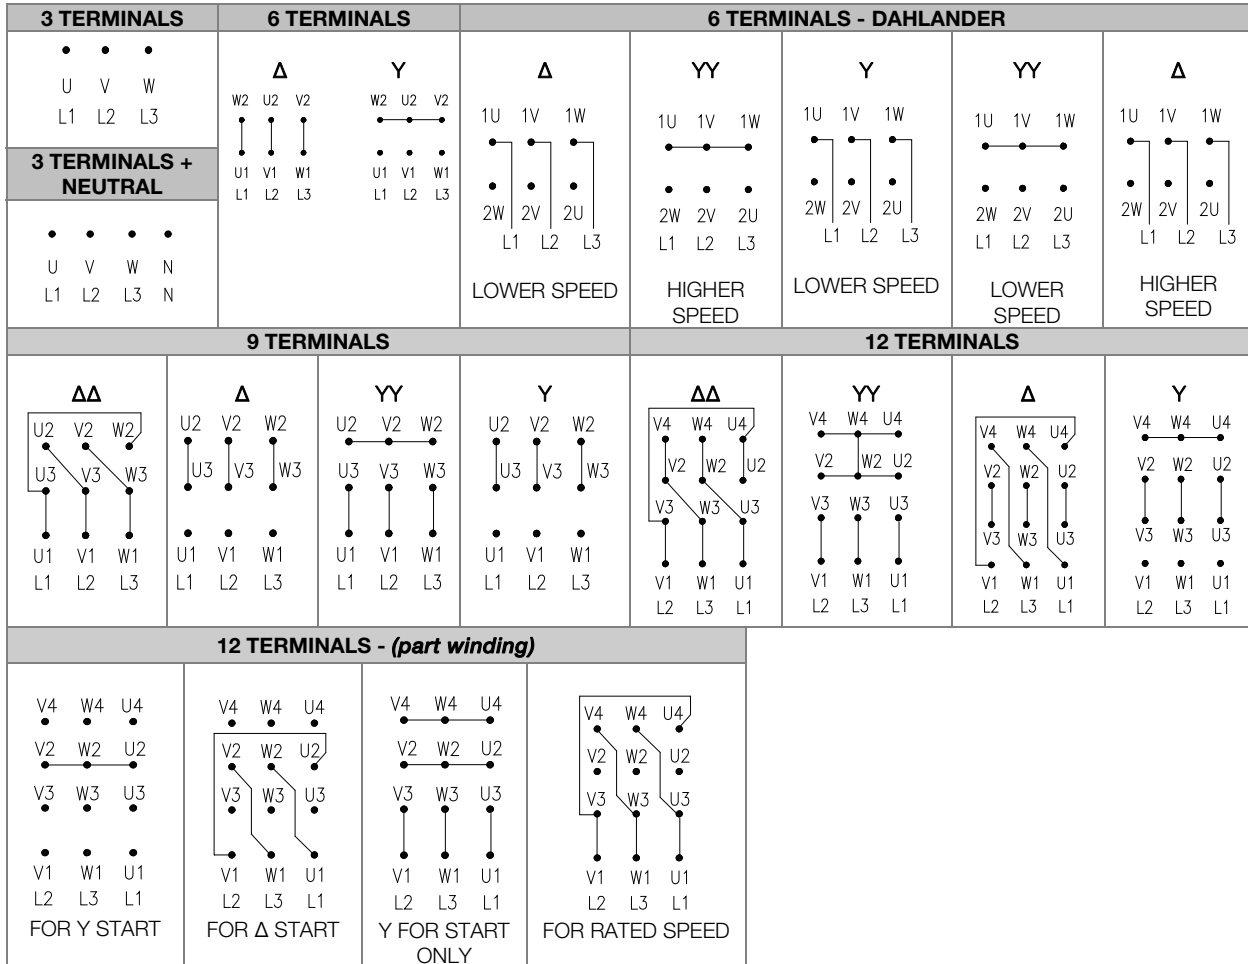 3 TERMINALS
U V W
L1 L2 L3
3 TERMINALS +
NEUTRAL
U V W N
L1 L2 L3 N
6 TERMINALS
Δ
W2 U2 V2
U1 V1 W1
L1 L2 L3
Y
W2 U2 V2
U1 V1 W1
L1 L2 L3
6 TERMINALS - DAHLANDER
Δ
1U 1V 1W
2W 2V 2U
L1 L2 L3
LOWER SPEED
YY
1U 1V 1W
2W 2V 2U
L1 L2 L3
HIGHER
SPEED
Y
1U 1V 1W
2W 2V 2U
L1 L2 L3
LOWER SPEED
YY
1U 1V 1W
2W 2V 2U
L1 L2 L3
LOWER
SPEED
Δ
1U 1V 1W
2W 2V 2U
L1 L2 L3
HIGHER
SPEED
9 TERMINALS
ΔΔ
U2 V2 W2
U3 V3 W3
U1 V1 W1
L1 L2 L3
Δ
U2 V2 W2
U3 V3 W3
U1 V1 W1
L1 L2 L3
YY
U2 V2 W2
U3 V3 W3
U1 V1 W1
L1 L2 L3
Y
U2 V2 W2
U3 V3 W3
U1 V1 W1
L1 L2 L3
12 TERMINALS
ΔΔ
V4 W4 U4
V2 W2 U2
V3 W3 U3
V1 W1 U1
L2 L3 L1
YY
V4 W4 U4
V2 W2 U2
V3 W3 U3
V1 W1 U1
L2 L3 L1
Δ
V4 W4 U4
V2 W2 U2
V3 W3 U3
V1 W1 U1
L2 L3 L1
Y
V4 W4 U4
V2 W2 U2
V3 W3 U3
V1 W1 U1
L2 L3 L1
12 TERMINALS - (part winding)
V4 W4 U4
V2 W2 U2
V3 W3 U3
V1 W1 U1
L2 L3 L1
FOR Y START
V4 W4 U4
V2 W2 U2
V3 W3 U3
V1 W1 U1
L2 L3 L1
FOR Δ START
V4 W4 U4
V2 W2 U2
V3 W3 U3
V1 W1 U1
L2 L3 L1
Y FOR START
ONLY
V4 W4 U4
V2 W2 U2
V3 W3 U3
V1 W1 U1
L2 L3 L1
FOR RATED SPEED